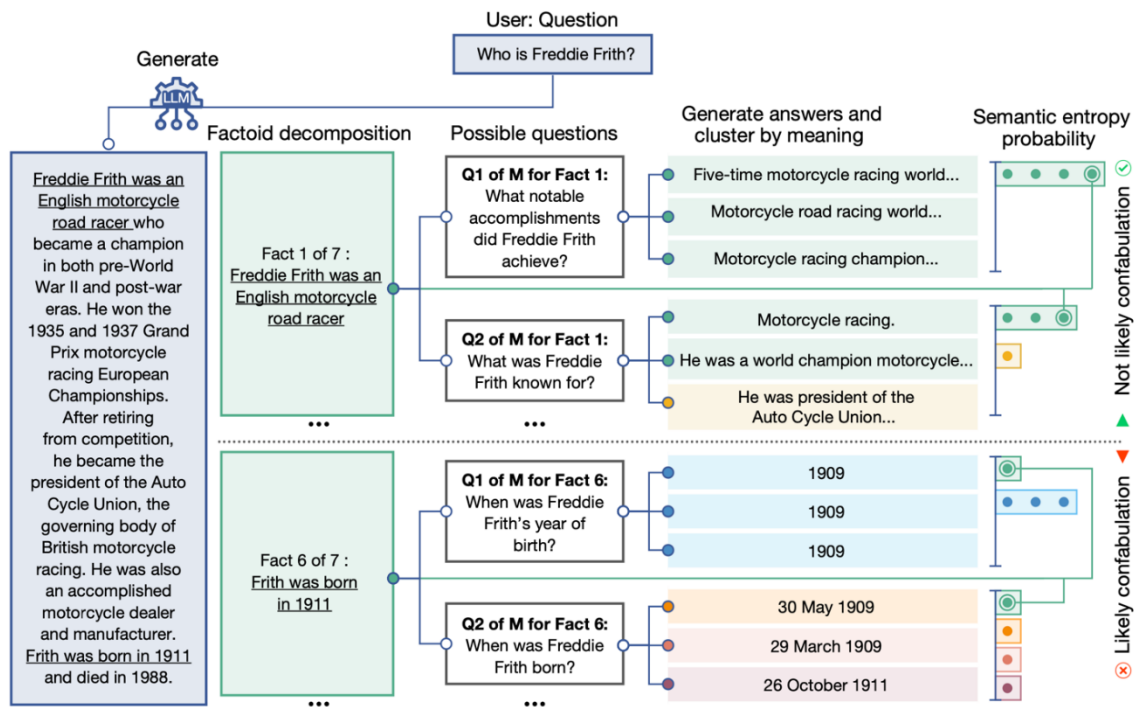 User: Question
Who is Freddie Frith?
Generate
LLM
Factoid decomposition
Possible questions
Generate answers and
cluster by meaning
Semantic entropy
probability
Freddie Frith was an
English motorcycle
road racer who
became a champion
in both pre-World
War II and post-war
eras. He won the
1935 and 1937 Grand
Prix motorcycle
racing European
Championships.
After retiring
from competition,
he became the
president of the Auto
Cycle Union, the
governing body of
British motorcycle
racing. He was also
an accomplished
motorcycle dealer
and manufacturer.
Frith was born in 1911
and died in 1988.
Fact 1 of 7 :
Freddie Frith was an
English motorcycle
road racer
...
Q1 of M for Fact 1:
What notable
accomplishments
did Freddie Frith
achieve?
Five-time motorcycle racing world...
Motorcycle road racing world...
Motorcycle racing champion...
Q2 of M for Fact 1:
What was Freddie
Frith known for?
...
Motorcycle racing.
He was a world champion motorcycle...
He was president of the
Auto Cycle Union...
Not likely confabulation
Fact 6 of 7 :
Frith was born
in 1911
...
Q1 of M for Fact 6:
When was Freddie
Frith's year of
birth?
1909
1909
1909
Q2 of M for Fact 6:
When was Freddie
Frith born?
...
30 May 1909
29 March 1909
26 October 1911
Likely confabulation